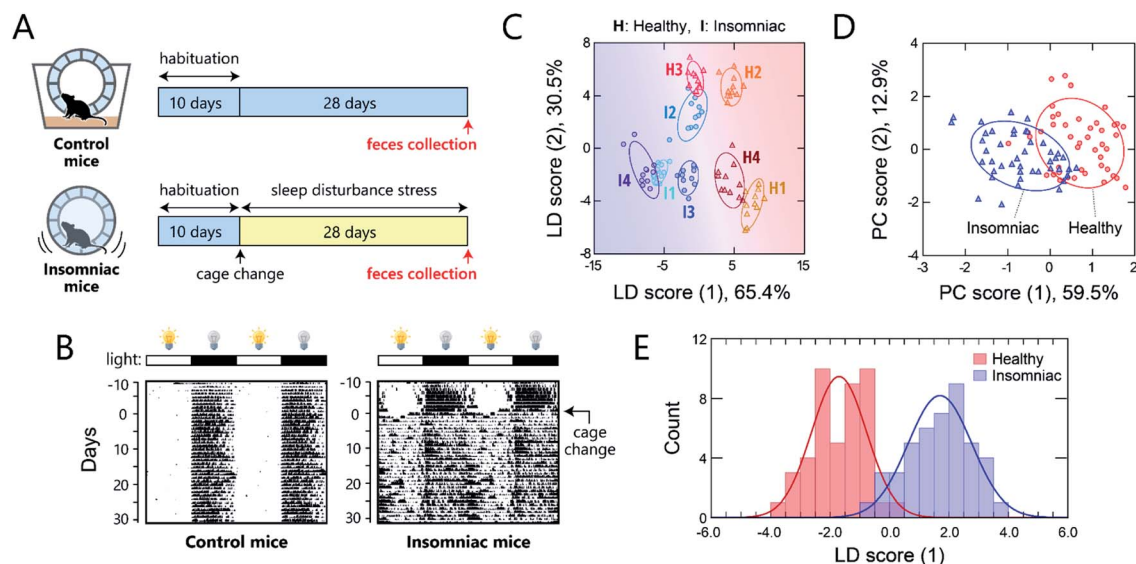 A
habituation
10 days
28 days
feces collection
Control
mice
habituation
sleep disturbance stress
10 days
28 days
cage change
feces collection
Insomniac
mice
B
light:
-10
0
10
20
30
Days
Control mice
-10
0
10
20
30
cage
change
Insomniac mice
C
H: Healthy, I: Insomniac
8
4
0
-4
-8
LD score (2), 30.5%
H3
H2
I2
H4
I4
I1
I3
H1
-15
-5
5
15
LD score (1), 65.4%
D
4
2
0
-2
-4
PC score (2), 12.9%
Insomniac
Healthy
-3
-2
-1
0
1
2
PC score (1), 59.5%
E
12
8
4
0
Count
Healthy
Insomniac
-6.0
-4.0
-2.0
0.0
2.0
4.0
6.0
LD score (1)